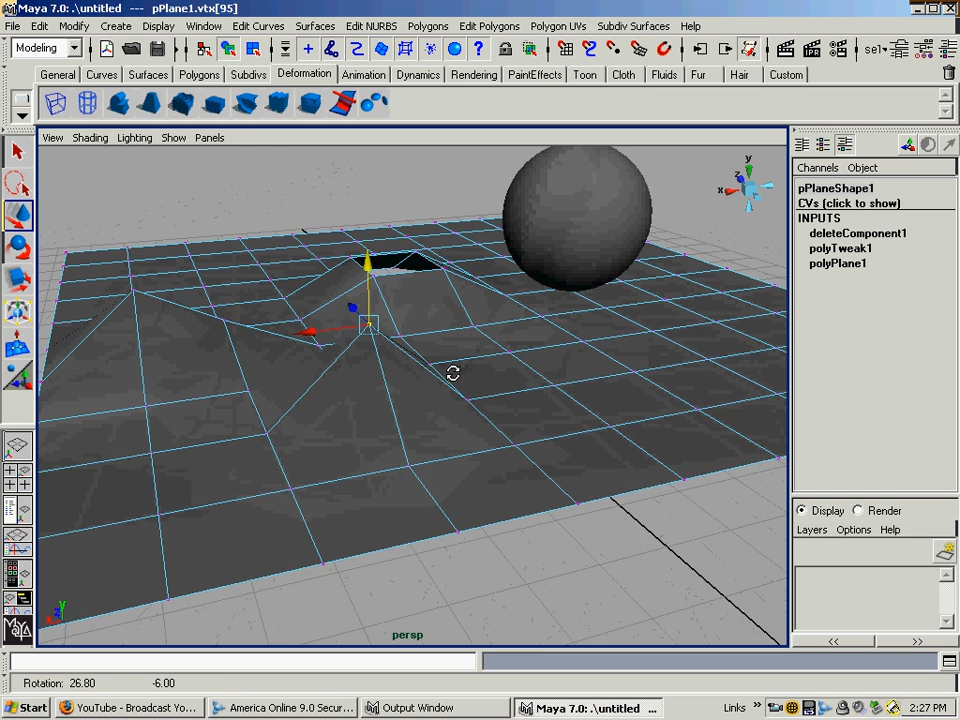 Maya 7.0: .\untitled --- pPlane1.vtx[95]
File Edit Modify Create Display Window Edit Curves Surfaces Edit NURBS Polygons Edit Polygons Polygon UVs Subdiv Surfaces Help
Modeling sel
General Curves Surfaces Polygons Subdivs Deformation Animation Dynamics Rendering PaintEffects Toon Cloth Fluids Fur Hair Custom
View Shading Lighting Show Panels
Channels Object
pPlaneShape1
CVs (click to show)
INPUTS
deleteComponent1
polyTweak1
polyPlane1
y
z
x
Display Render
Layers Options Help
persp
<< >>
Rotation: 26.80 -6.00
Start YouTube - Broadcast Yo... America Online 9.0 Secur... Output Window Maya 7.0: .\untitled ... Links » 2:27 PM